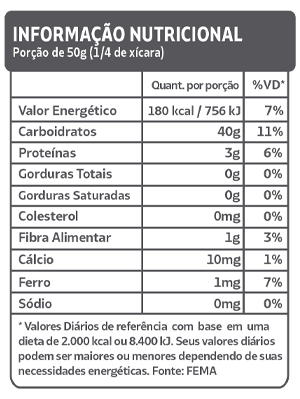 INFORMAÇÃO NUTRICIONAL
Porção de 50g (1/4 de xícara)
Quant. por porção %VD*
Valor Energético 180 kcal / 756 kJ 7%
Carboidratos 40g 11%
Proteínas 3g 6%
Gorduras Totais 0g 0%
Gorduras Saturadas 0g 0%
Colesterol 0mg 0%
Fibra Alimentar 1g 3%
Cálcio 10mg 1%
Ferro 1mg 7%
Sódio 0mg 0%
* Valores Diários de referência com base em uma
dieta de 2.000 kcal ou 8.400 kJ. Seus valores diários
podem ser maiores ou menores dependendo de suas
necessidades energéticas. Fonte: FEMA